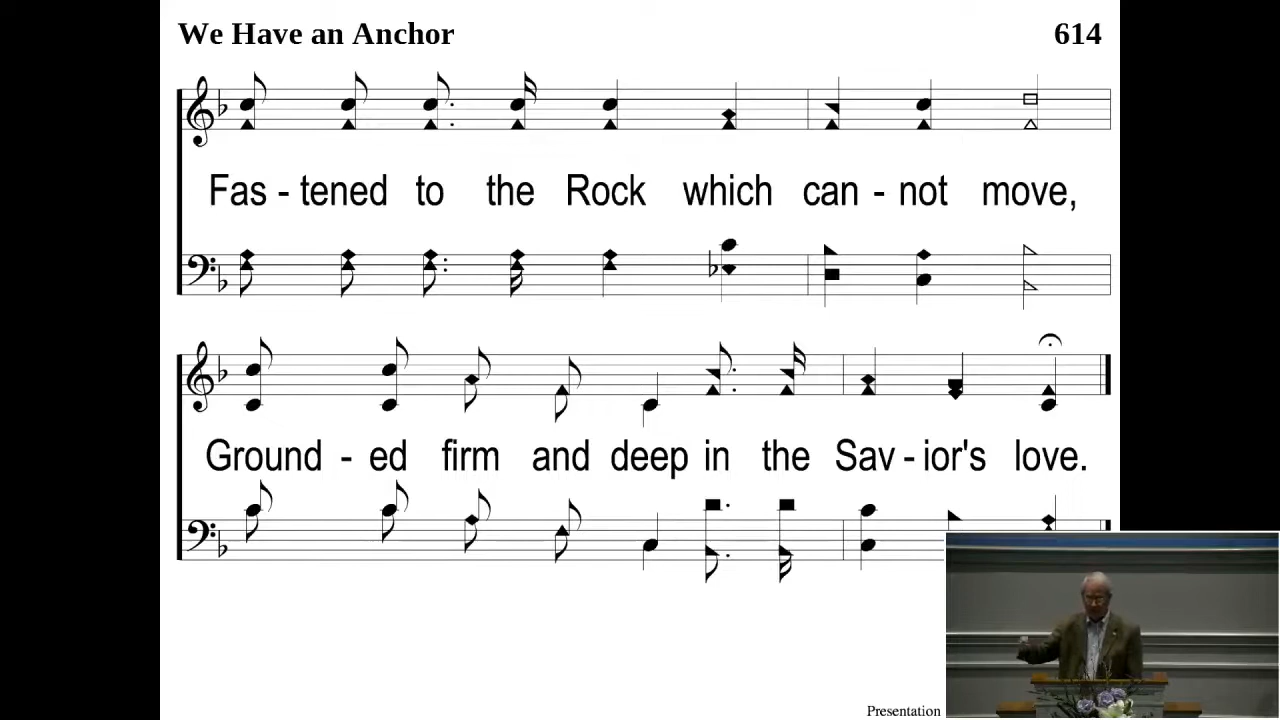 We Have an Anchor 614
Fas - tened to the Rock which can - not move,
Ground - ed firm and deep in the Sav - ior's love.
Presentation